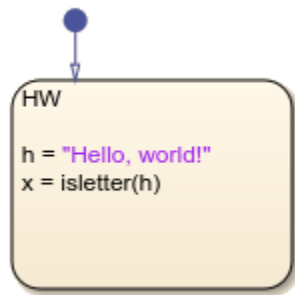 HW
h = "Hello, world!"
x = isletter(h)